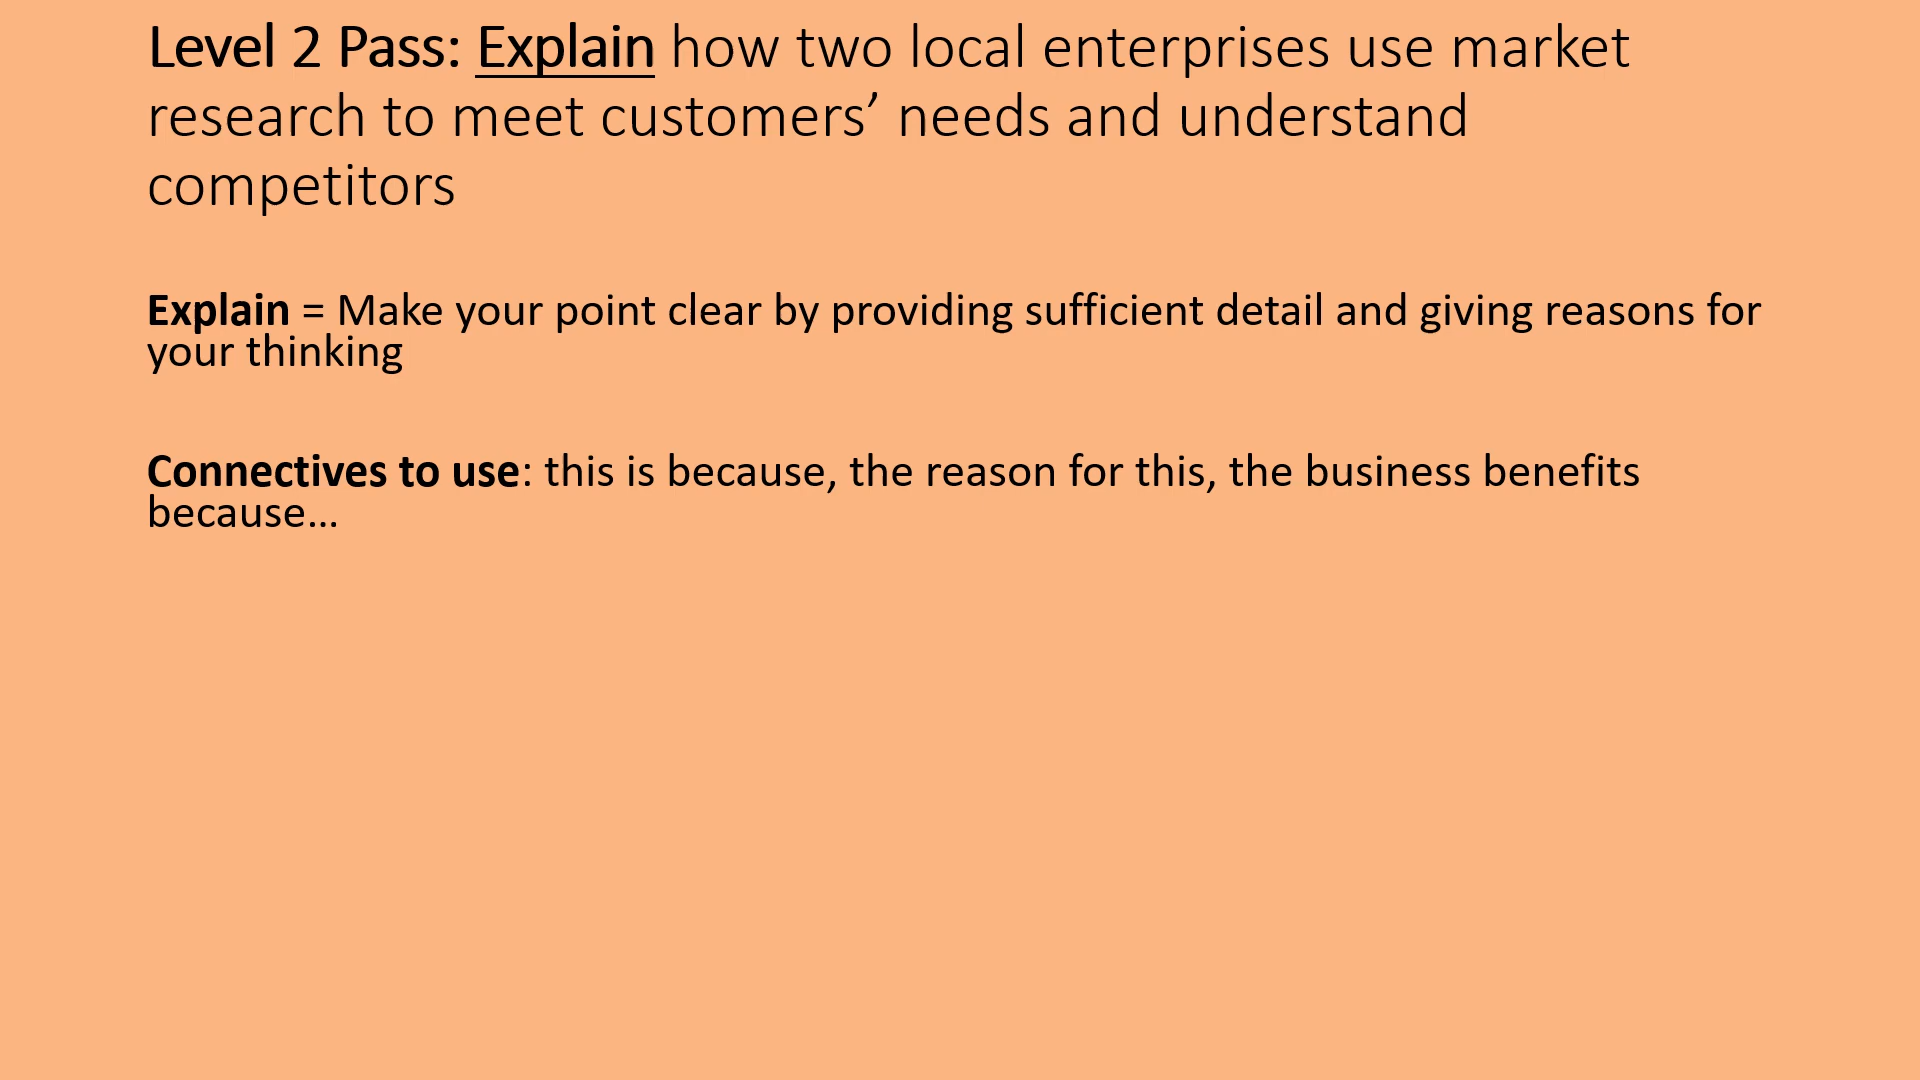 Level 2 Pass: Explain how two local enterprises use market
research to meet customers’ needs and understand
competitors
Explain = Make your point clear by providing sufficient detail and giving reasons for
your thinking
Connectives to use: this is because, the reason for this, the business benefits
because…